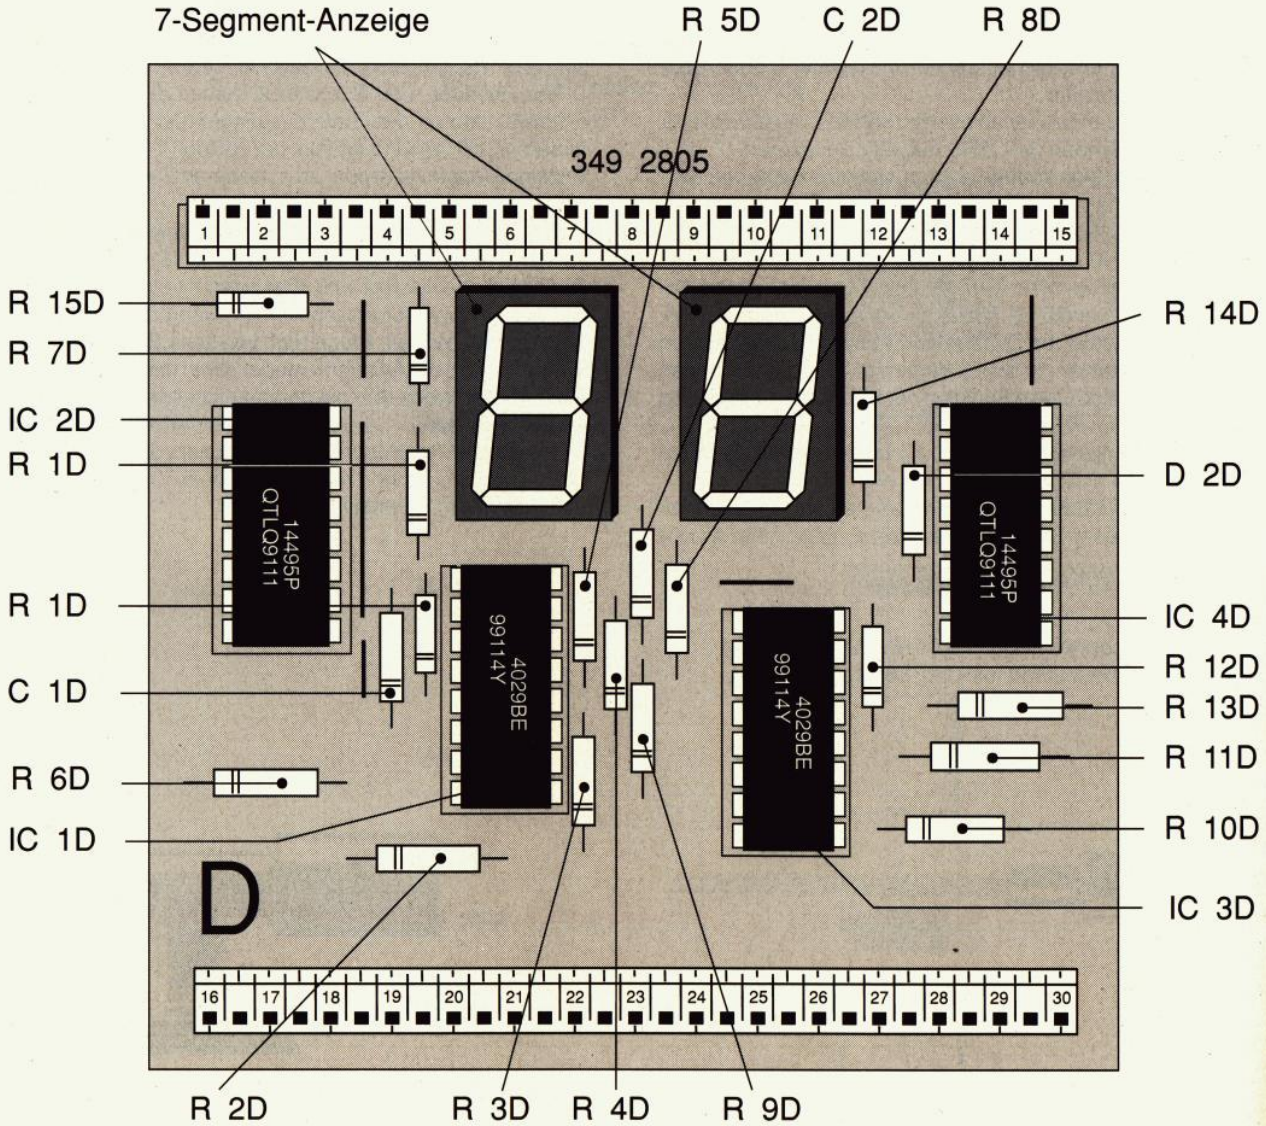 7-Segment-Anzeige
R 5D
C 2D
R 8D
349 2805
1 2 3 4 5 6 7 8 9 10 11 12 13 14 15
R 15D
R 7D
IC 2D
R 1D
R 1D
C 1D
R 6D
IC 1D
R 14D
D 2D
IC 4D
R 12D
R 13D
R 11D
R 10D
IC 3D
14495P
QTLQ9111
4029BE
99114Y
4029BE
99114Y
14495P
QTLQ9111
D
16 17 18 19 20 21 22 23 24 25 26 27 28 29 30
R 2D
R 3D
R 4D
R 9D